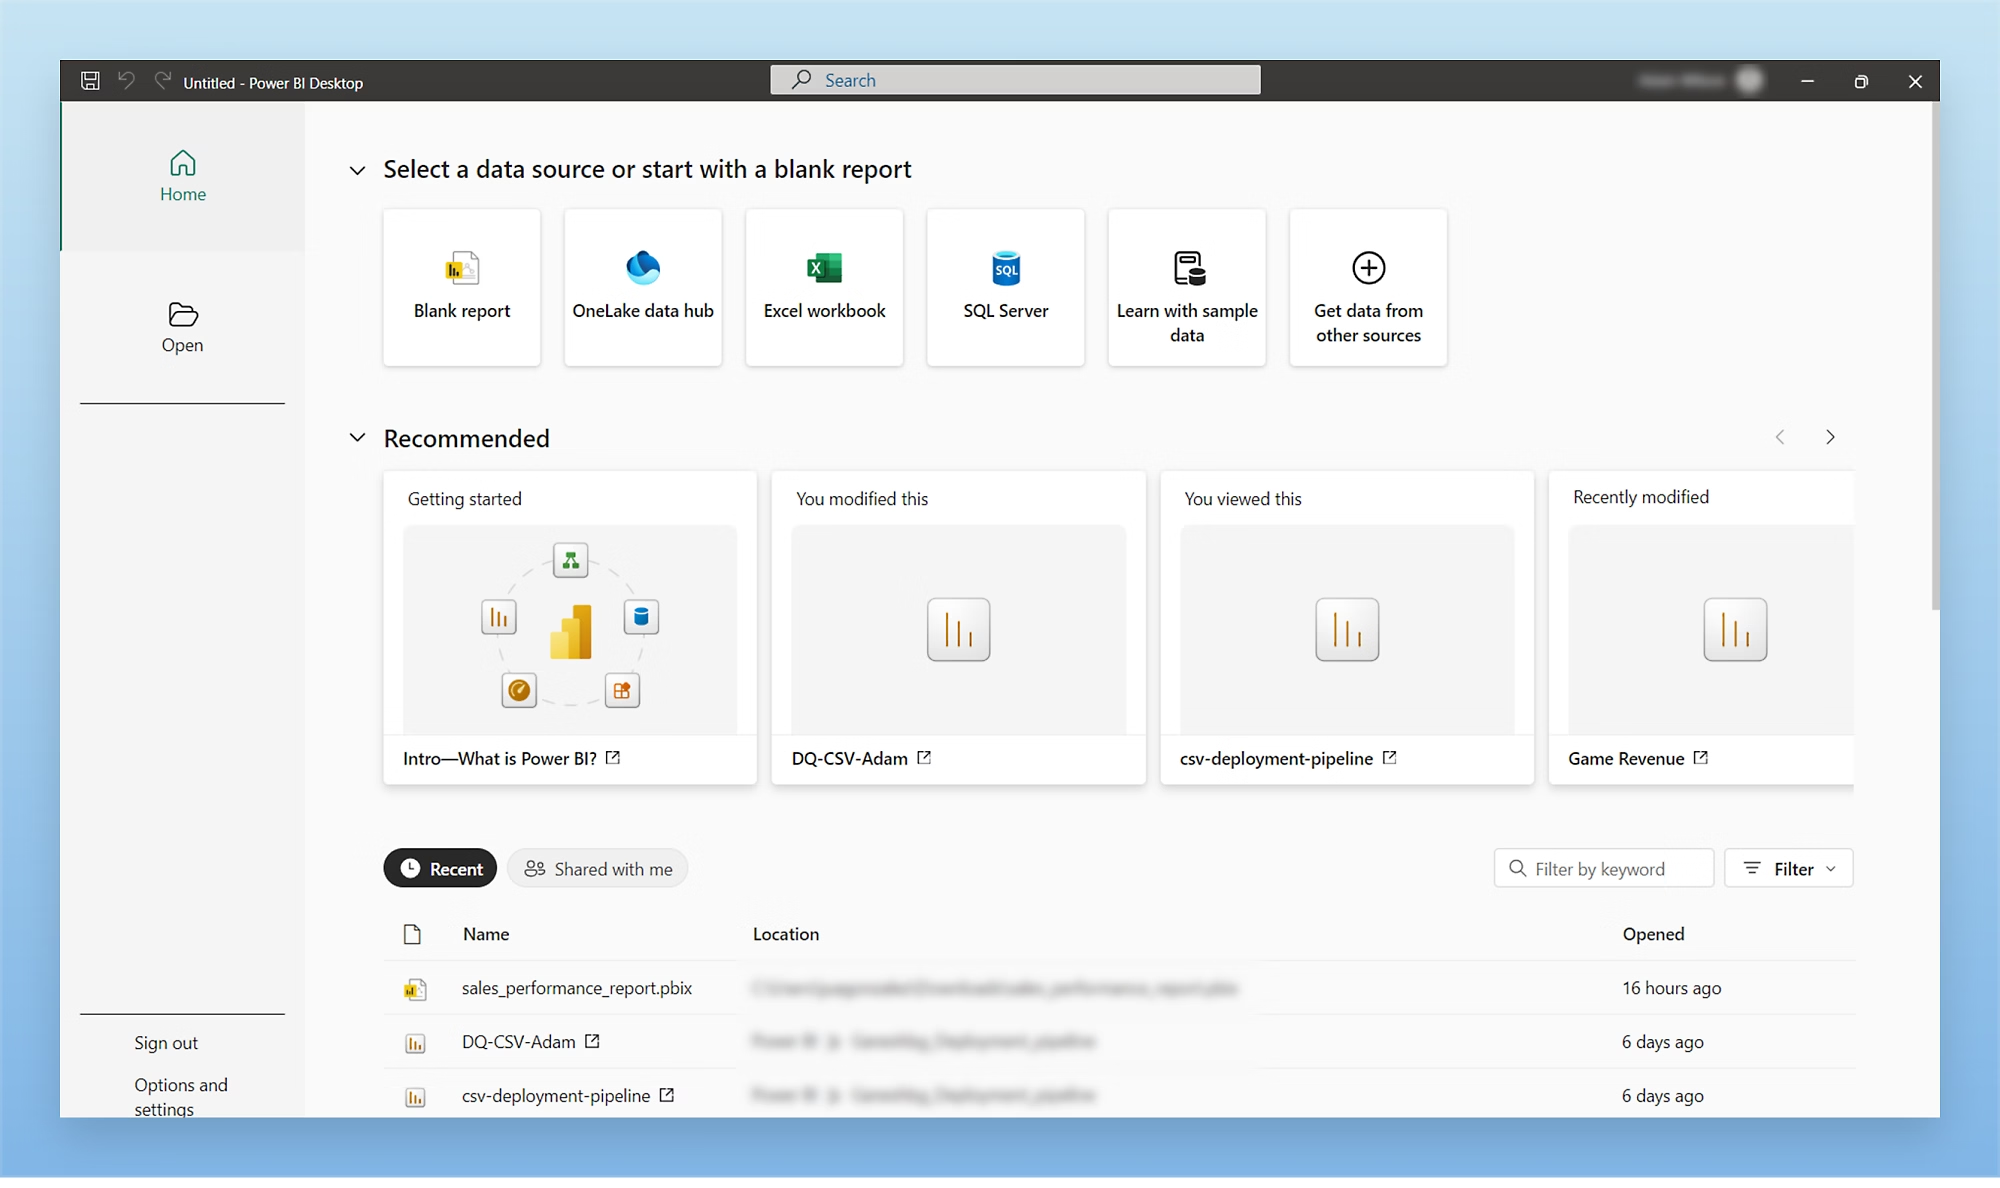 Untitled - Power BI Desktop
Search
Home
Open
Sign out
Options and
settings
Select a data source or start with a blank report
Blank report
OneLake data hub
Excel workbook
SQL
SQL Server
Learn with sample
data
Get data from
other sources
Recommended
Getting started
Intro—What is Power BI?
You modified this
DQ-CSV-Adam
You viewed this
csv-deployment-pipeline
Recently modified
Game Revenue
Recent
Shared with me
Filter by keyword
Filter
Name Location Opened
sales_performance_report.pbix 16 hours ago
DQ-CSV-Adam 6 days ago
csv-deployment-pipeline 6 days ago